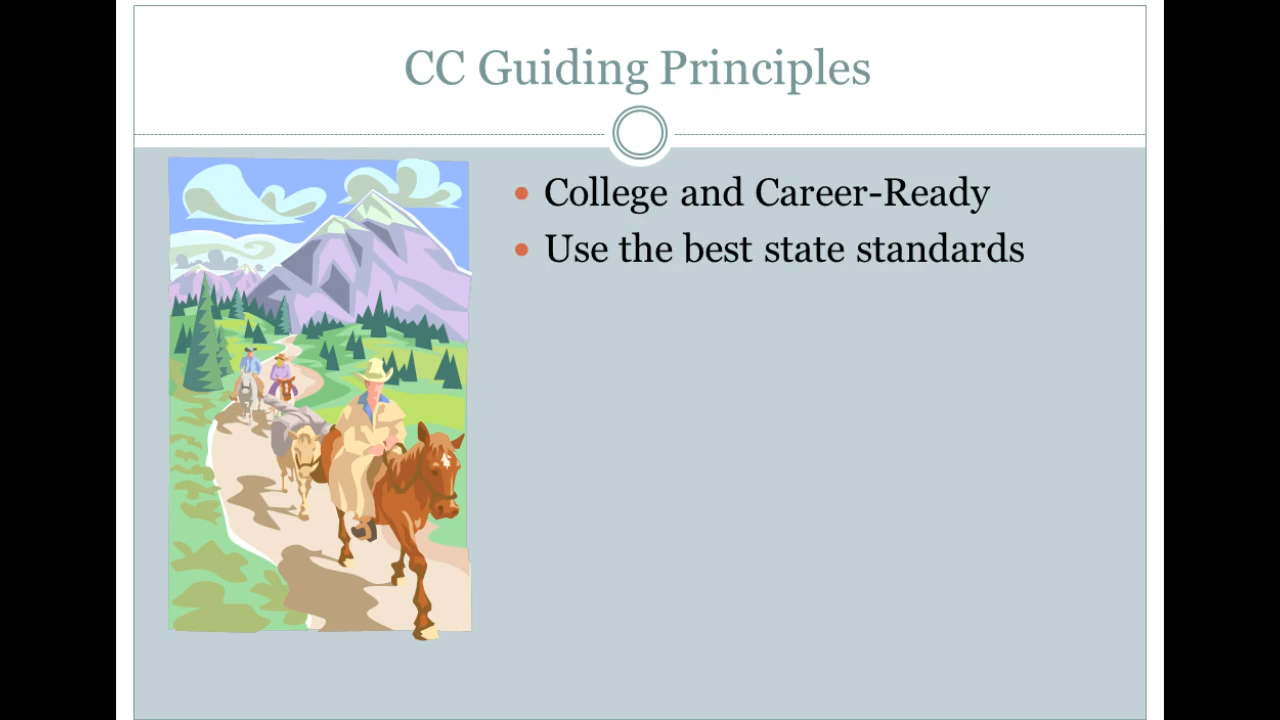 CC Guiding Principles
College and Career-Ready
Use the best state standards